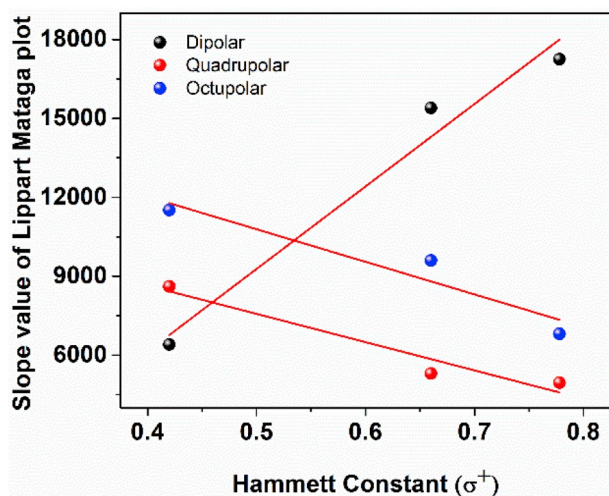 Slope value of Lippart Mataga plot
18000
15000
12000
9000
6000
Dipolar
Quadrupolar
Octupolar
0.4 0.5 0.6 0.7 0.8
Hammett Constant (σ⁺)